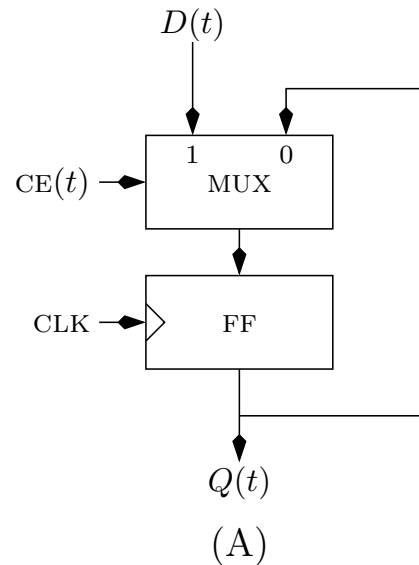 D(t)
1 0
CE(t)
MUX
CLK
FF
Q(t)
(A)